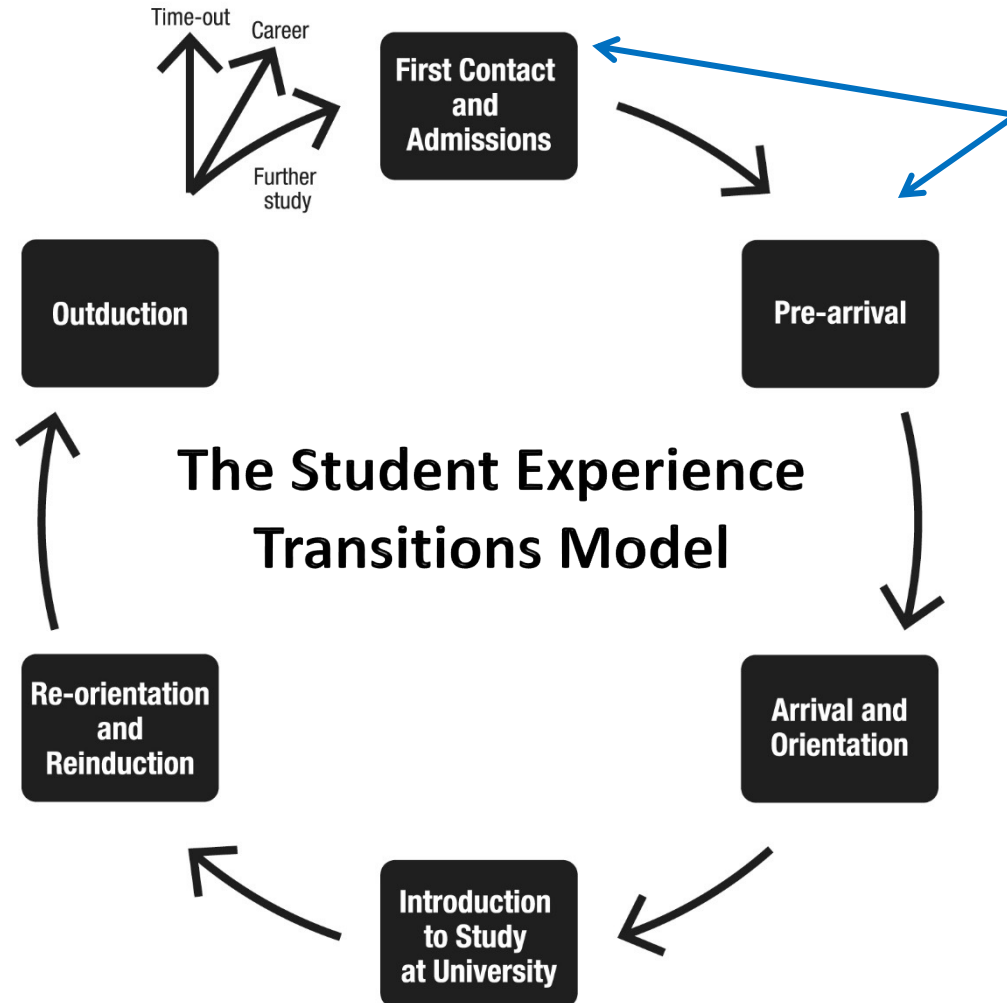 Time-out
Career
Further
study
First Contact
and
Admissions
Pre-arrival
Outduction
The Student Experience
Transitions Model
Re-orientation
and
Reinduction
Arrival and
Orientation
Introduction
to Study
at University